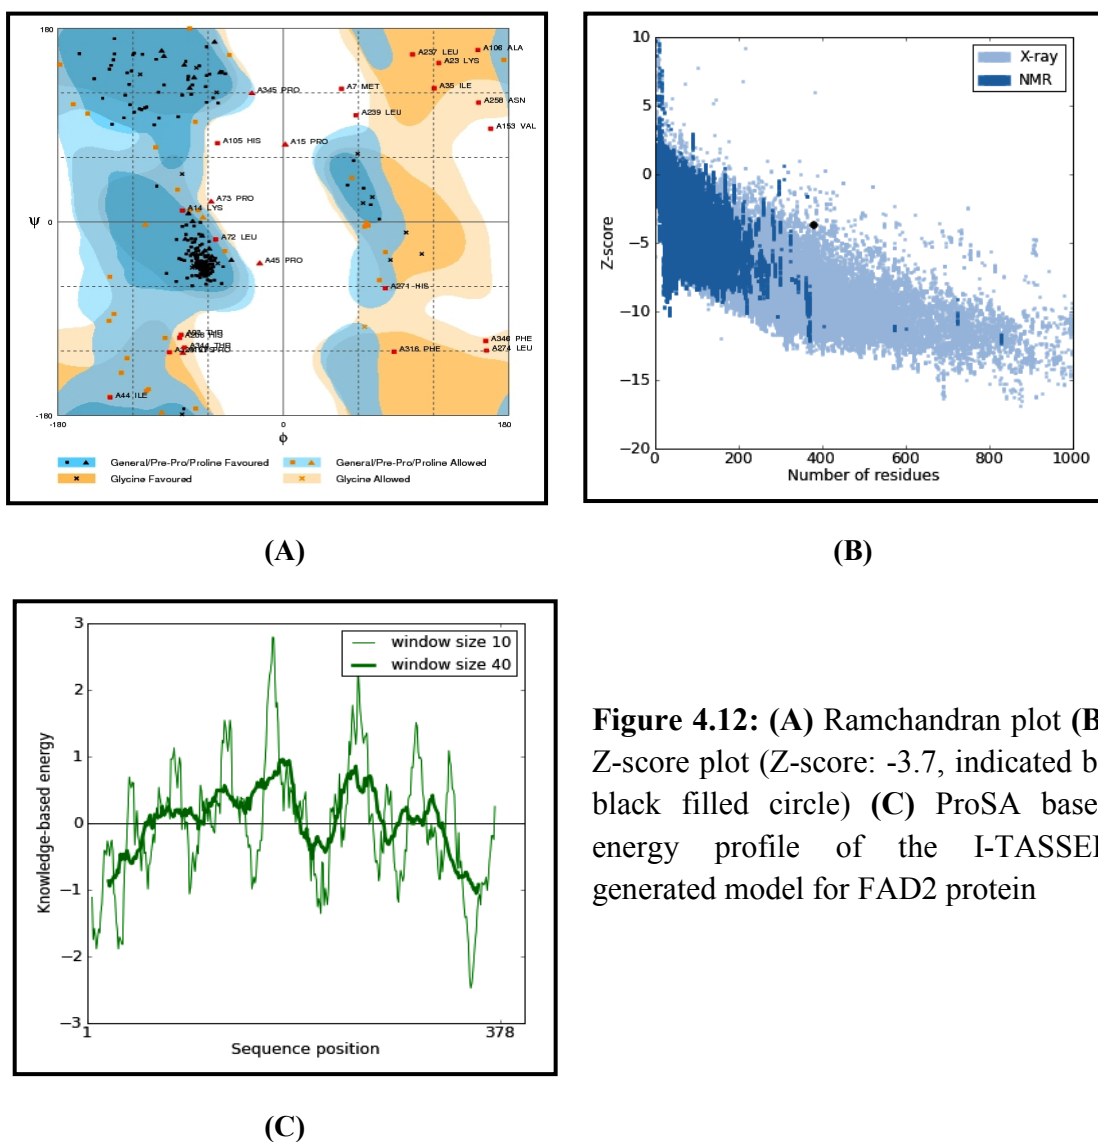 180
ψ
0
-180
A106 ALA
A237 LEU
A23 LYS
A345 PRO
A7 MET
A35 ILE
A258 ASN
A239 LEU
A153 VAL
A105 HIS
A15 PRO
A73 PRO
A14 LYS
A72 LEU
A45 PRO
A271 HIS
A346 PHE
A316 PHE
A274 LEU
A44 ILE
-180 0 180
ϕ
General/Pre-Pro/Proline Favoured
General/Pre-Pro/Proline Allowed
Glycine Favoured
Glycine Allowed
(A)
10
5
0
−5
−10
−15
−20
Z-score
X-ray
NMR
0 200 400 600 800 1000
Number of residues
(B)
3
2
1
0
−1
−2
−3
Knowledge-based energy
window size 10
window size 40
1 378
Sequence position
(C)
Figure 4.12: (A) Ramchandran plot (B
Z-score plot (Z-score: -3.7, indicated b
black filled circle) (C) ProSA base
energy profile of the I-TASSE
generated model for FAD2 protein